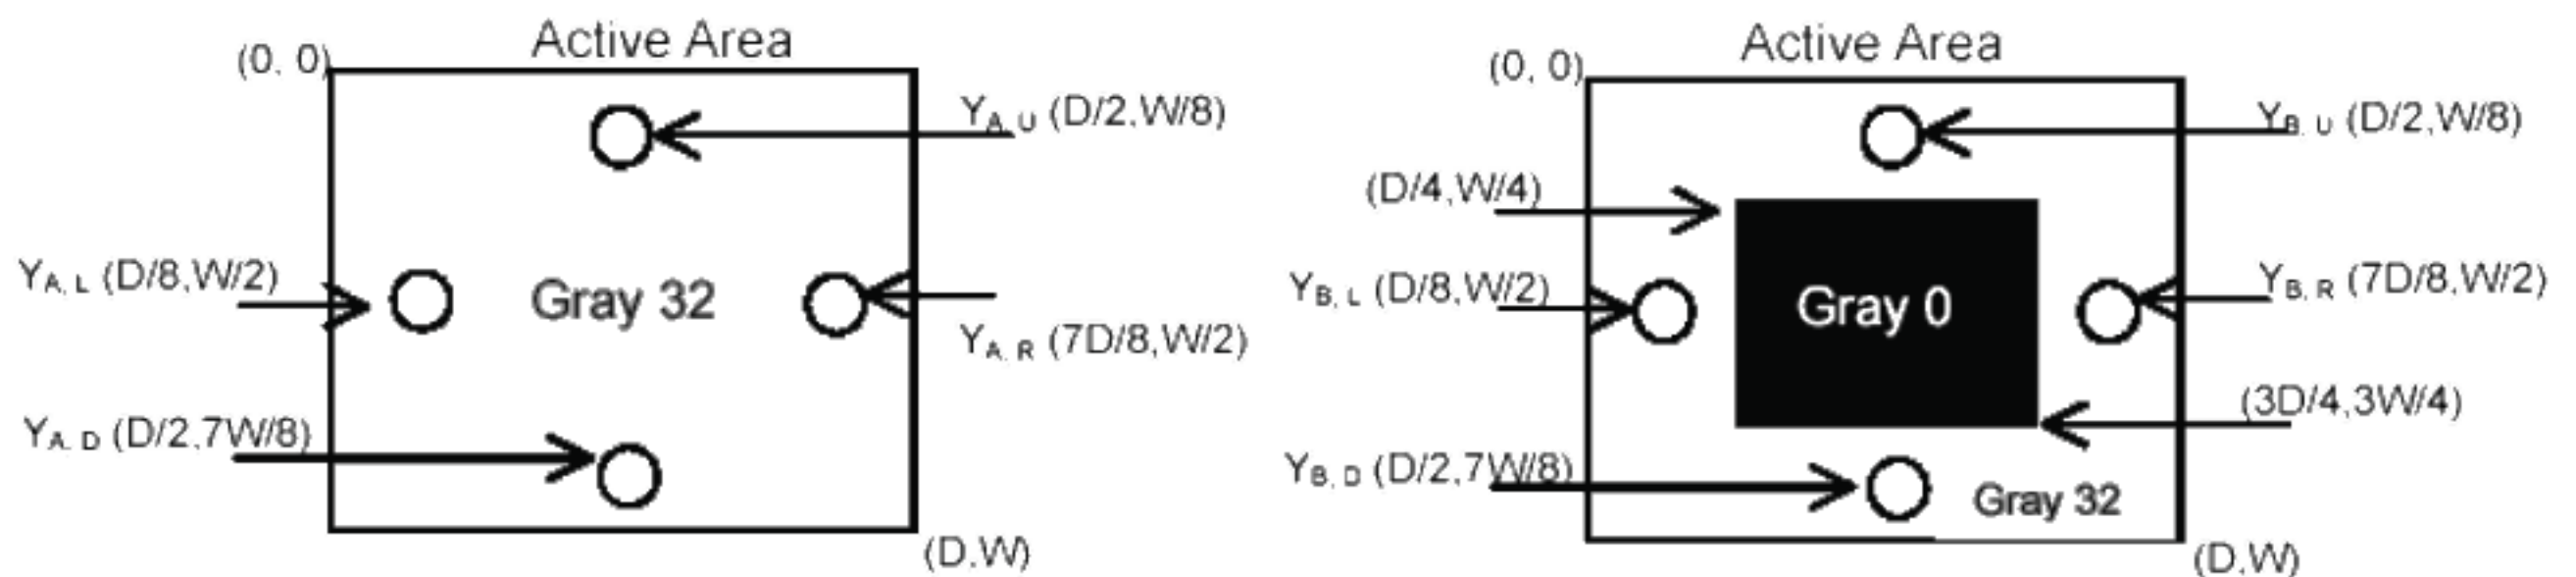 Active Area
(0, 0)
YA, U (D/2,W/8)
YA, L (D/8,W/2)
Gray 32
YA, R (7D/8,W/2)
YA, D (D/2,7W/8)
(D,W)
Active Area
(0, 0)
YB, U (D/2,W/8)
(D/4,W/4)
YB, L (D/8,W/2)
Gray 0
YB, R (7D/8,W/2)
(3D/4,3W/4)
YB, D (D/2,7W/8)
Gray 32
(D,W)